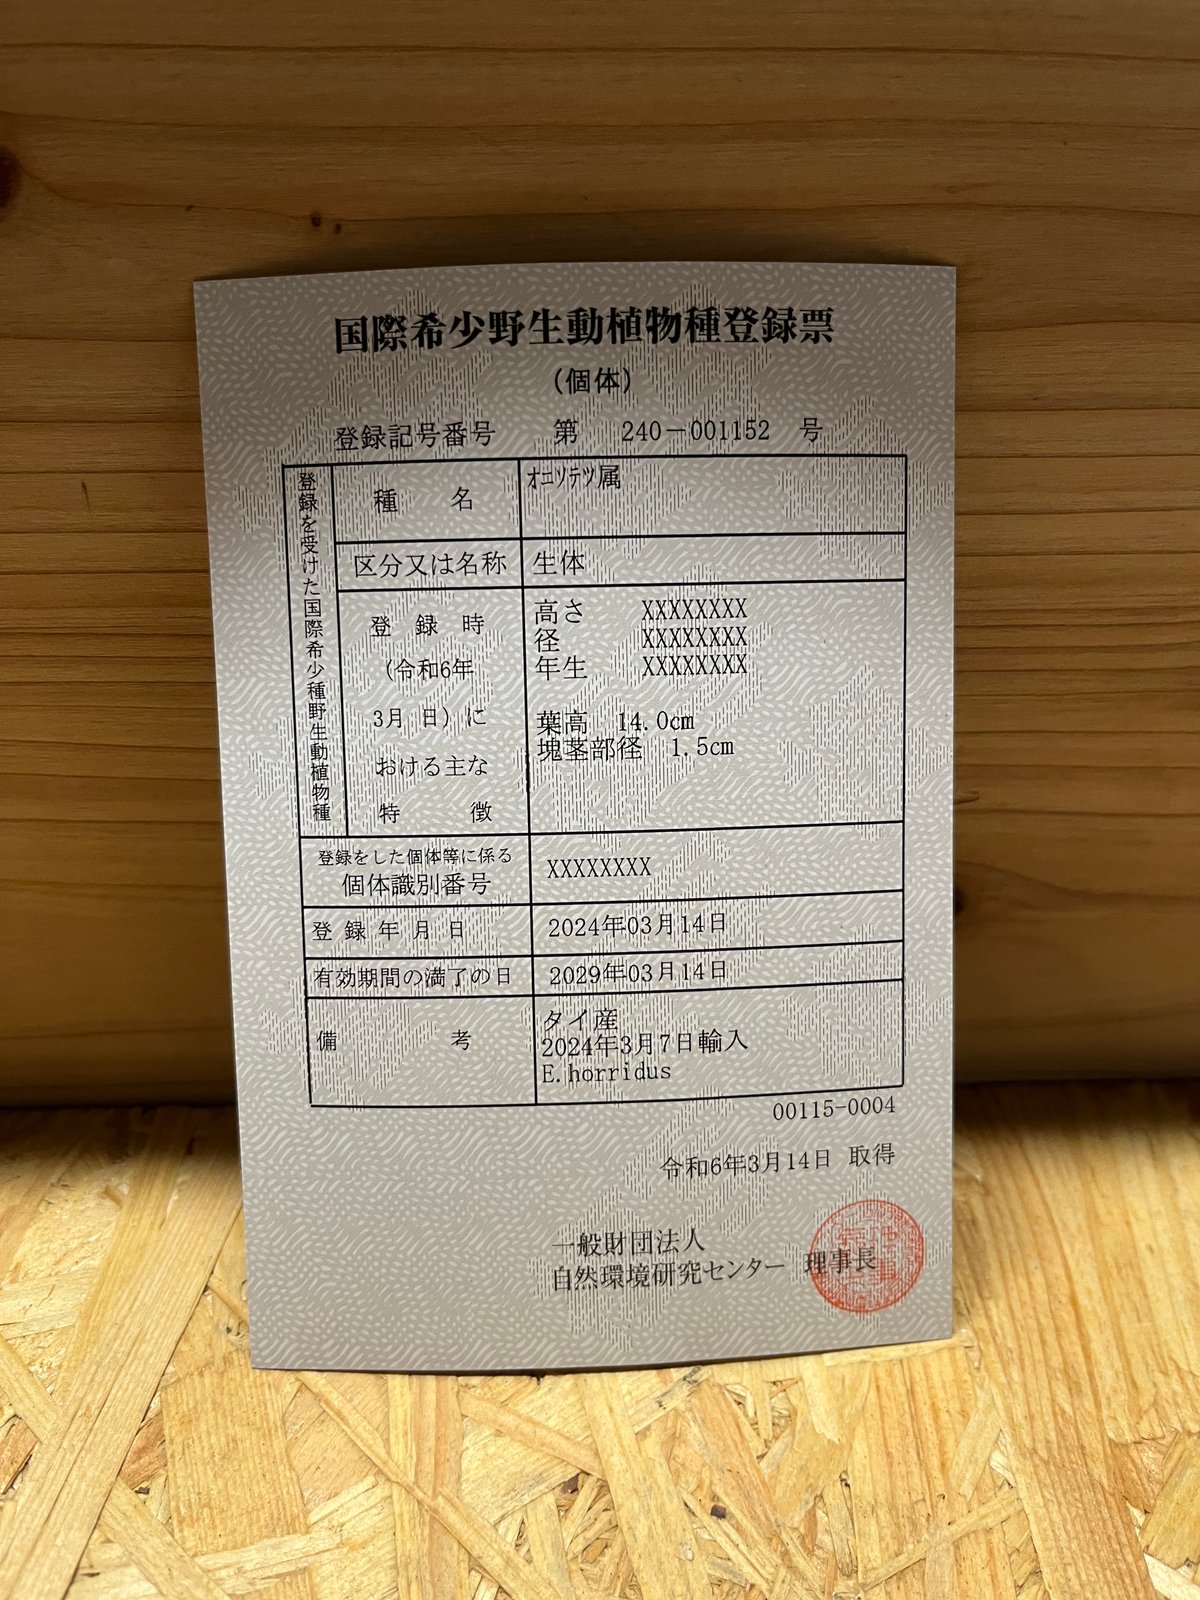 国際希少野生動植物種登録票
(個体)
登録記号番号 第 240－001152 号
登録を受けた国際希少種野生動植物種
種 名 ｵﾆｿﾃﾂ属
区分又は名称 生体
登 録 時
(令和6年
3月 日) に
おける主な
特 徴
高さ XXXXXXXX
径 XXXXXXXX
年生 XXXXXXXX
葉高 14.0cm
塊茎部径 1.5cm
登録をした個体等に係る
個体識別番号 XXXXXXXX
登 録 年 月 日 2024年03月14日
有効期間の満了の日 2029年03月14日
備 考
タイ産
2024年3月7日輸入
E.horridus
00115-0004
令和6年3月14日 取得
一般財団法人
自然環境研究センター 理事長